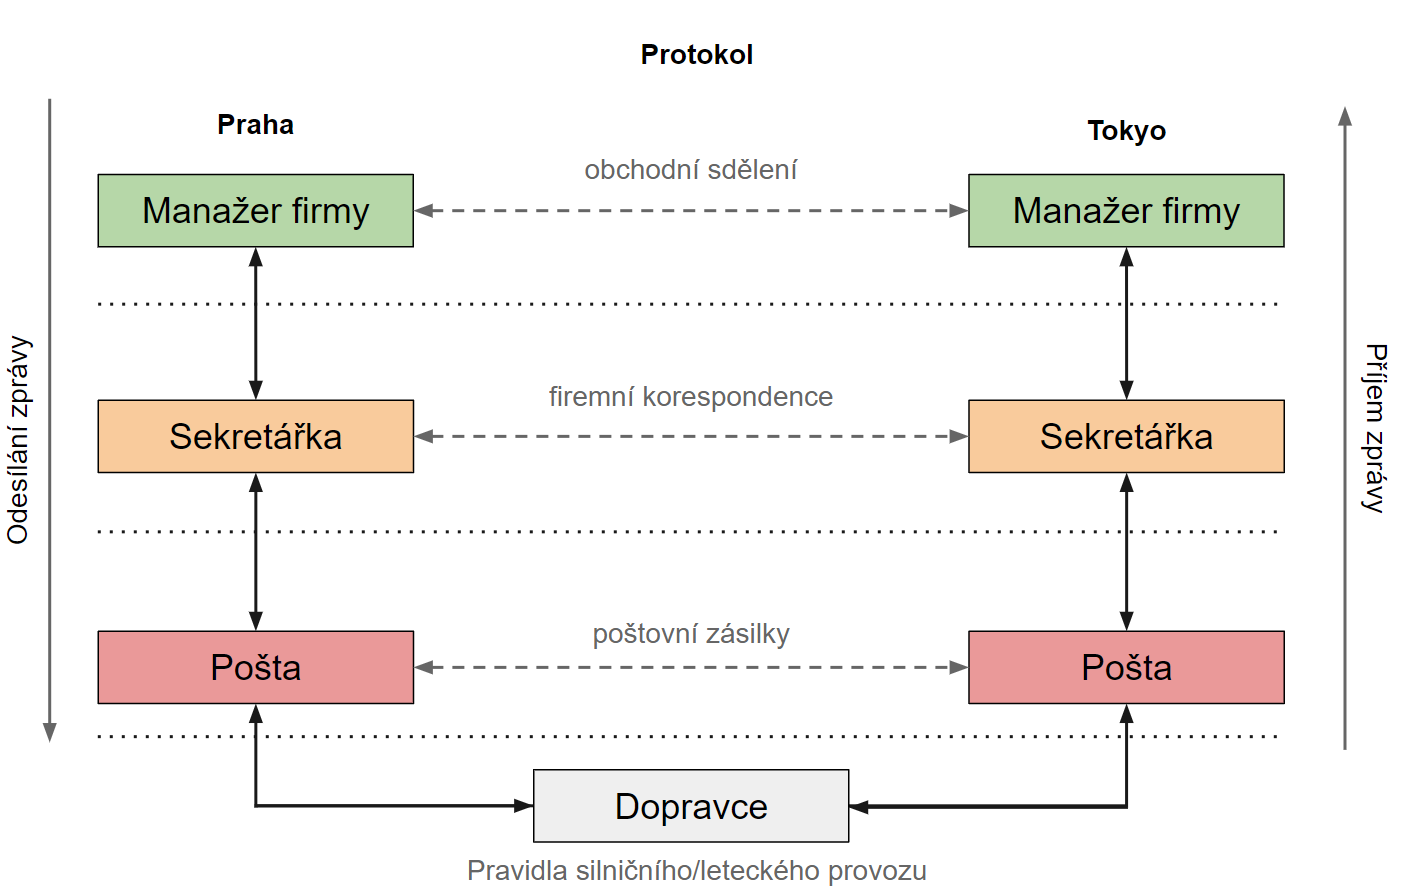 Protokol
Praha
Tokyo
obchodní sdělení
Manažer firmy
Manažer firmy
Odesílání zprávy
Příjem zprávy
firemní korespondence
Sekretářka
Sekretářka
poštovní zásilky
Pošta
Pošta
Dopravce
Pravidla silničního/leteckého provozu